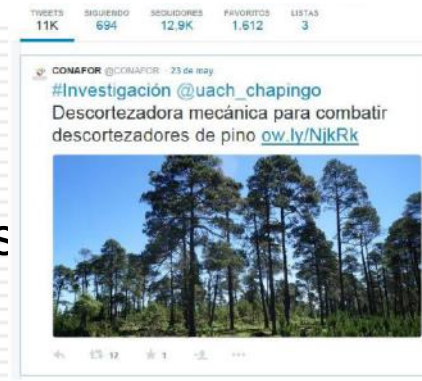 TWEETS SIGUIENDO SEGUIDORES FAVORITOS LISTAS
11K 694 12,9K 1.612 3
CONAFOR @CONAFOR · 23 de may.
#Investigación @uach_chapingo
Descortezadora mecánica para combatir
descortezadores de pino ow.ly/NjkRk
s
12 1